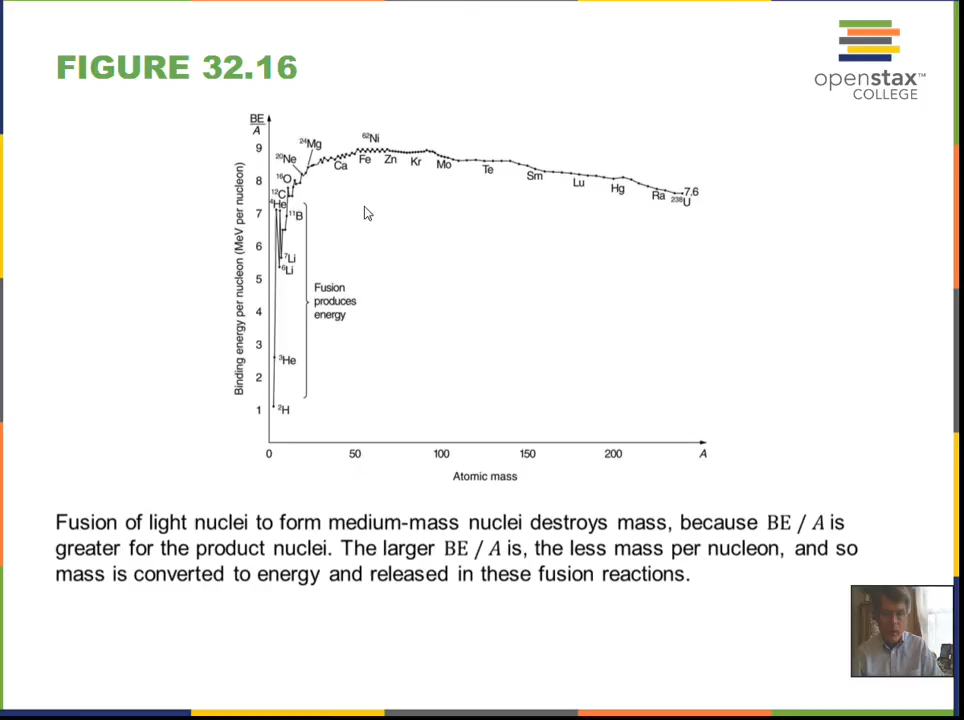 FIGURE 32.16
openstax™
COLLEGE
BE
A
9
8
7
6
5
4
3
2
1
Binding energy per nucleon (MeV per nucleon)
²⁴Mg
⁶²Ni
²⁰Ne
Ca
Fe
Zn
Kr
Mo
Te
Sm
Lu
Hg
Ra
7.6
²³⁸U
¹⁶O
¹²C
⁴He
¹¹B
⁷Li
⁶Li
Fusion
produces
energy
³He
²H
0
50
100
150
200
A
Atomic mass
Fusion of light nuclei to form medium-mass nuclei destroys mass, because BE / A is
greater for the product nuclei. The larger BE / A is, the less mass per nucleon, and so
mass is converted to energy and released in these fusion reactions.